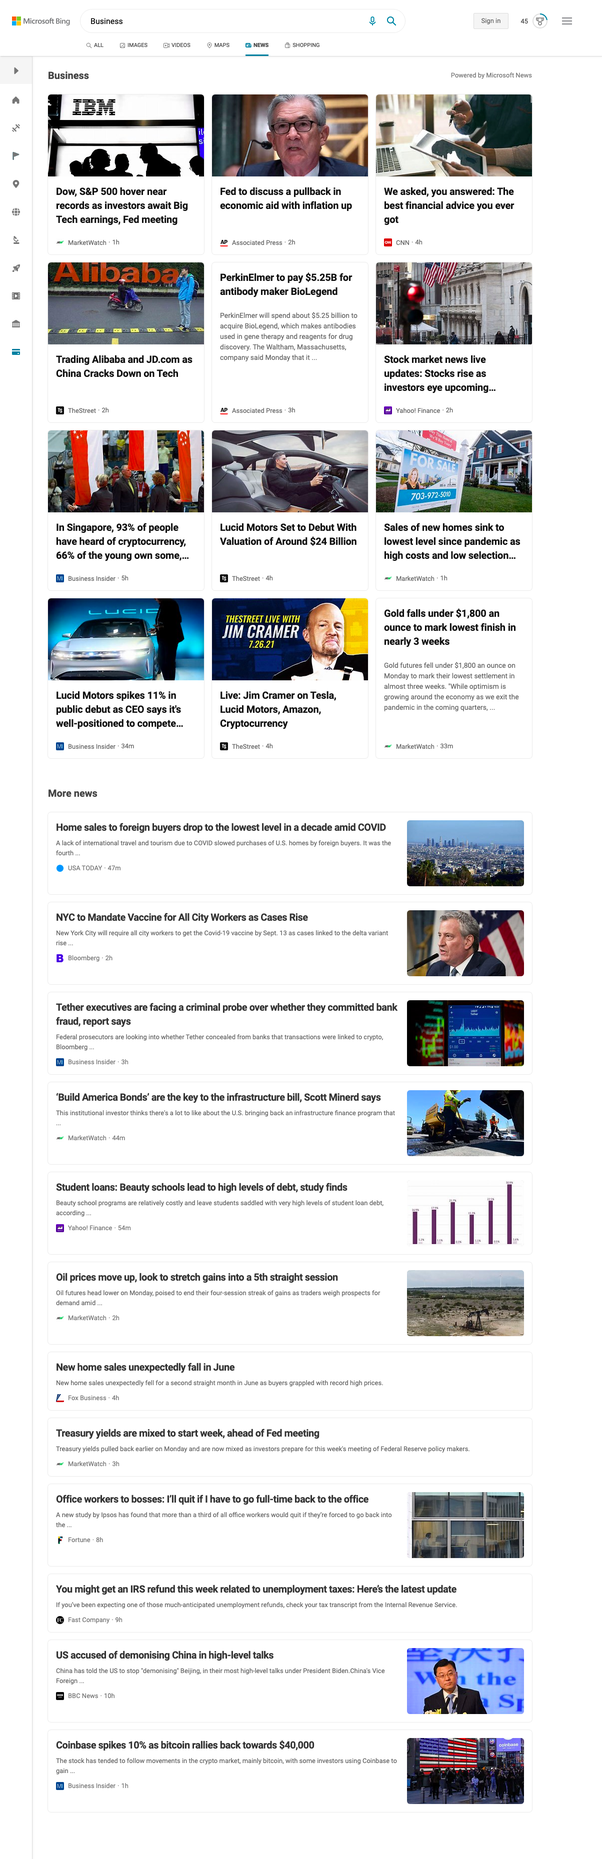 Microsoft Bing
Business
Sign in
45
ALL
IMAGES
VIDEOS
MAPS
NEWS
SHOPPING
Business
Powered by Microsoft News
IBM
Dow, S&P 500 hover near
records as investors await Big
Tech earnings, Fed meeting
MarketWatch · 1h
Fed to discuss a pullback in
economic aid with inflation up
AP Associated Press · 2h
We asked, you answered: The
best financial advice you ever
got
CNN · 4h
Alibaba
Trading Alibaba and JD.com as
China Cracks Down on Tech
TheStreet · 2h
PerkinElmer to pay $5.25B for
antibody maker BioLegend
PerkinElmer will spend about $5.25 billion to
acquire BioLegend, which makes antibodies
used in gene therapy and reagents for drug
discovery. The Waltham, Massachusetts,
company said Monday that it ...
AP Associated Press · 3h
Stock market news live
updates: Stocks rise as
investors eye upcoming...
Yahoo! Finance · 2h
In Singapore, 93% of people
have heard of cryptocurrency,
66% of the young own some,...
Business Insider · 5h
Lucid Motors Set to Debut With
Valuation of Around $24 Billion
TheStreet · 4h
FOR SALE
703-972-5010
Sales of new homes sink to
lowest level since pandemic as
high costs and low selection...
MarketWatch · 1h
LUCID
Lucid Motors spikes 11% in
public debut as CEO says it's
well-positioned to compete...
Business Insider · 34m
THESTREET LIVE WITH
JIM CRAMER
7.26.21
Live: Jim Cramer on Tesla,
Lucid Motors, Amazon,
Cryptocurrency
TheStreet · 4h
Gold falls under $1,800 an
ounce to mark lowest finish in
nearly 3 weeks
Gold futures fell under $1,800 an ounce on
Monday to mark their lowest settlement in
almost three weeks. "While optimism is
growing around the economy as we exit the
pandemic in the coming quarters, ...
MarketWatch · 33m
More news
Home sales to foreign buyers drop to the lowest level in a decade amid COVID
A lack of international travel and tourism due to COVID slowed purchases of U.S. homes by foreign buyers. It was the
fourth ...
USA TODAY · 47m
NYC to Mandate Vaccine for All City Workers as Cases Rise
New York City will require all city workers to get the Covid-19 vaccine by Sept. 13 as cases linked to the delta variant
rise ...
B Bloomberg · 2h
Tether executives are facing a criminal probe over whether they committed bank
fraud, report says
Federal prosecutors are looking into whether Tether concealed from banks that transactions were linked to crypto,
Bloomberg ...
Business Insider · 3h
'Build America Bonds' are the key to the infrastructure bill, Scott Minerd says
This institutional investor thinks there's a lot to like about the U.S. bringing back an infrastructure finance program that
...
MarketWatch · 44m
Student loans: Beauty schools lead to high levels of debt, study finds
Beauty school programs are relatively costly and leave students saddled with very high levels of student loan debt,
according ...
Yahoo! Finance · 54m
Oil prices move up, look to stretch gains into a 5th straight session
Oil futures head lower on Monday, poised to end their four-session streak of gains as traders weigh prospects for
demand amid ...
MarketWatch · 2h
New home sales unexpectedly fall in June
New home sales unexpectedly fell for a second straight month in June as buyers grappled with record high prices.
Fox Business · 4h
Treasury yields are mixed to start week, ahead of Fed meeting
Treasury yields pulled back earlier on Monday and are now mixed as investors prepare for this week's meeting of Federal Reserve policy makers.
MarketWatch · 3h
Office workers to bosses: I'll quit if I have to go full-time back to the office
A new study by Ipsos has found that more than a third of all office workers would quit if they're forced to go back into
the ...
Fortune · 8h
You might get an IRS refund this week related to unemployment taxes: Here's the latest update
If you've been expecting one of those much-anticipated unemployment refunds, check your tax transcript from the Internal Revenue Service.
Fast Company · 9h
US accused of demonising China in high-level talks
China has told the US to stop "demonising" Beijing, in their most high-level talks under President Biden.China's Vice
Foreign ...
BBC News · 10h
Coinbase spikes 10% as bitcoin rallies back towards $40,000
The stock has tended to follow movements in the crypto market, mainly bitcoin, with some investors using Coinbase to
gain ...
coinbase
Business Insider · 1h